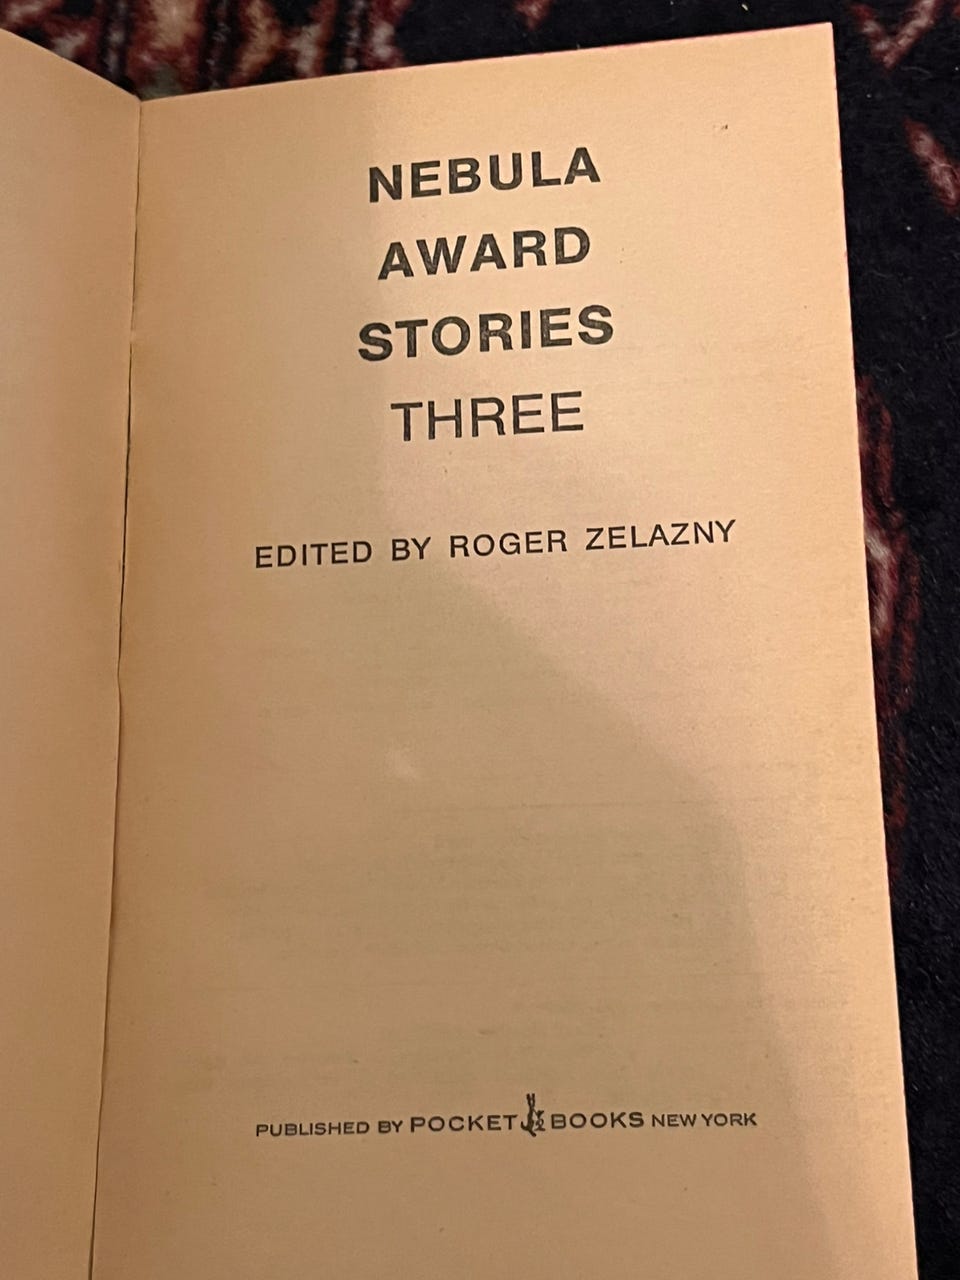 NEBULA
AWARD
STORIES
THREE
EDITED BY ROGER ZELAZNY
PUBLISHED BY POCKET BOOKS NEW YORK